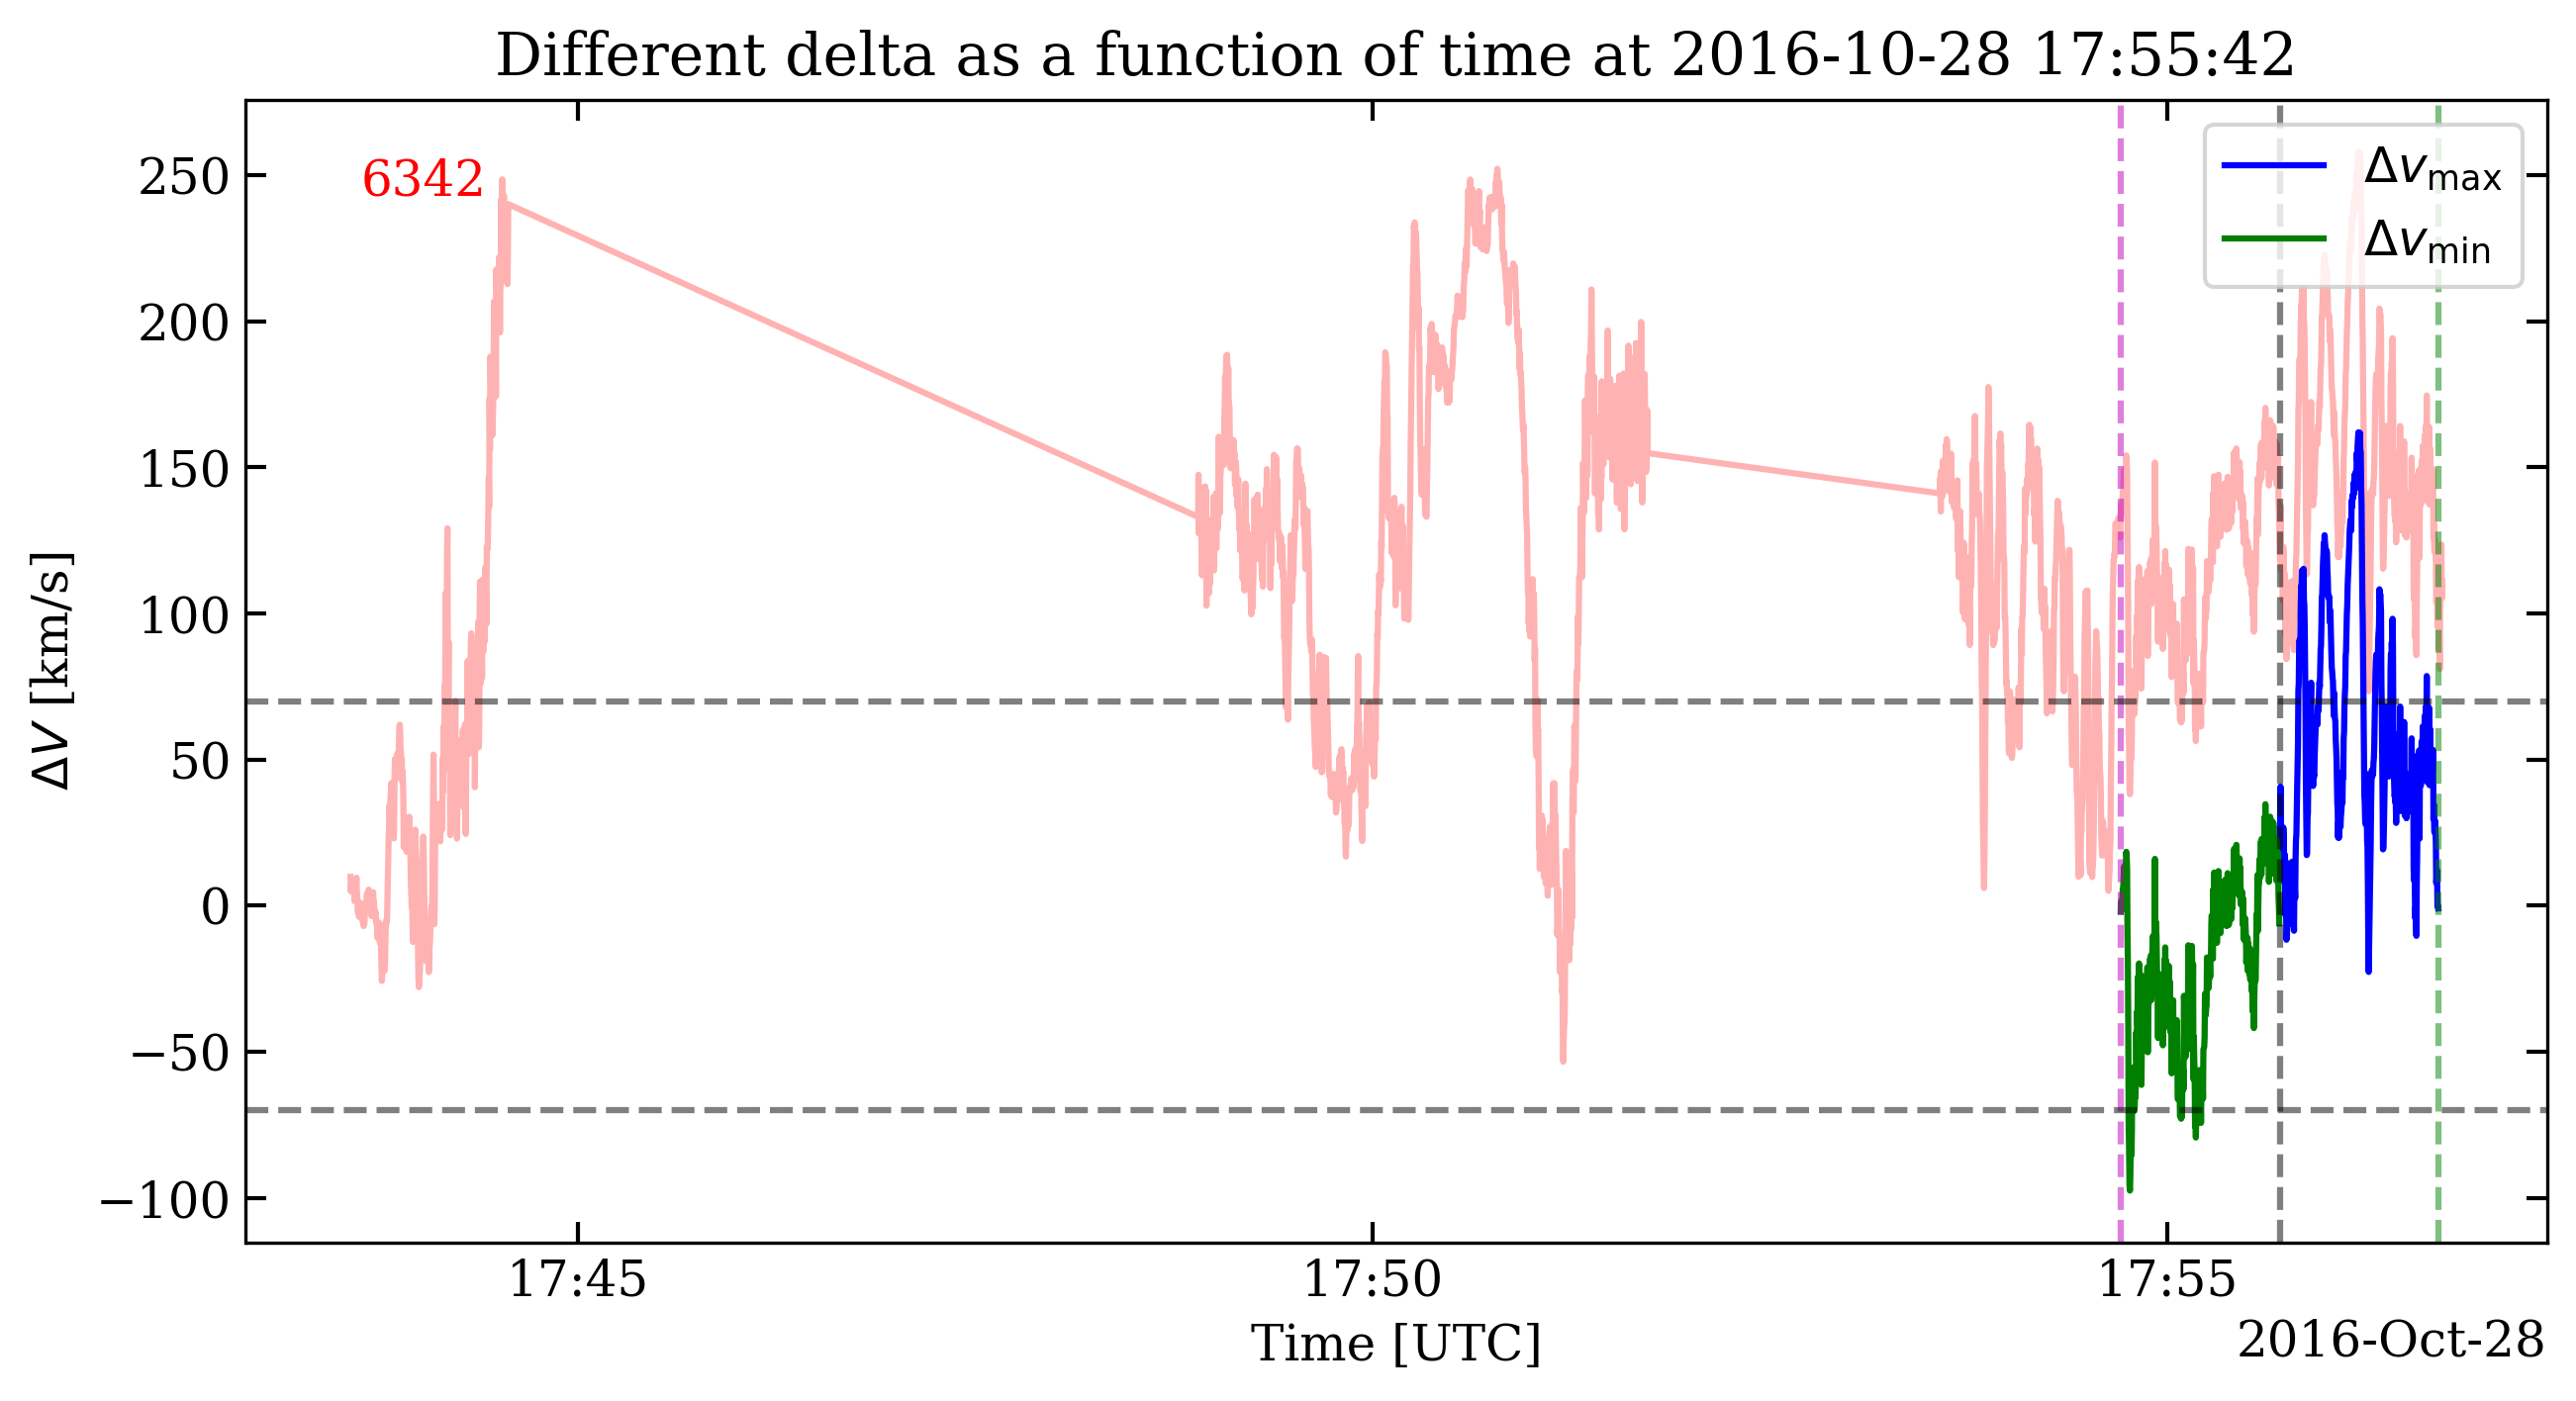 Different delta as a function of time at 2016-10-28 17:55:42
6342
Δv_max
Δv_min
250
200
150
100
50
0
−50
−100
ΔV [km/s]
17:45 17:50 17:55
Time [UTC]
2016-Oct-28